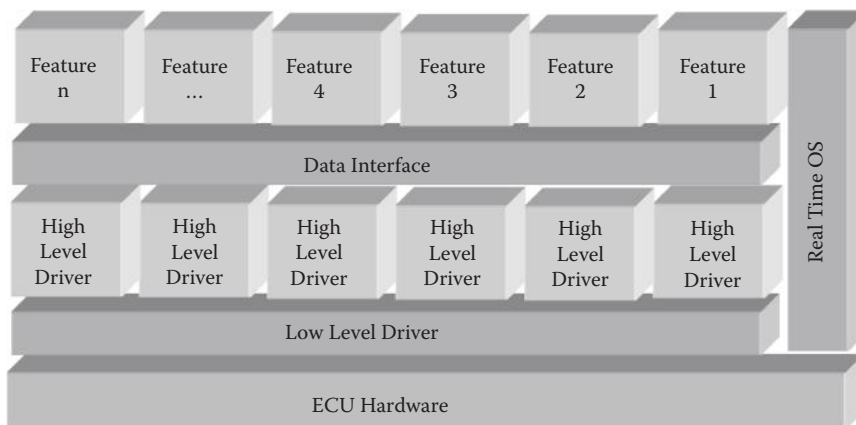 Feature
n
Feature
...
Feature
4
Feature
3
Feature
2
Feature
1
Real Time OS
Data Interface
High
Level
Driver
High
Level
Driver
High
Level
Driver
High
Level
Driver
High
Level
Driver
High
Level
Driver
Low Level Driver
ECU Hardware